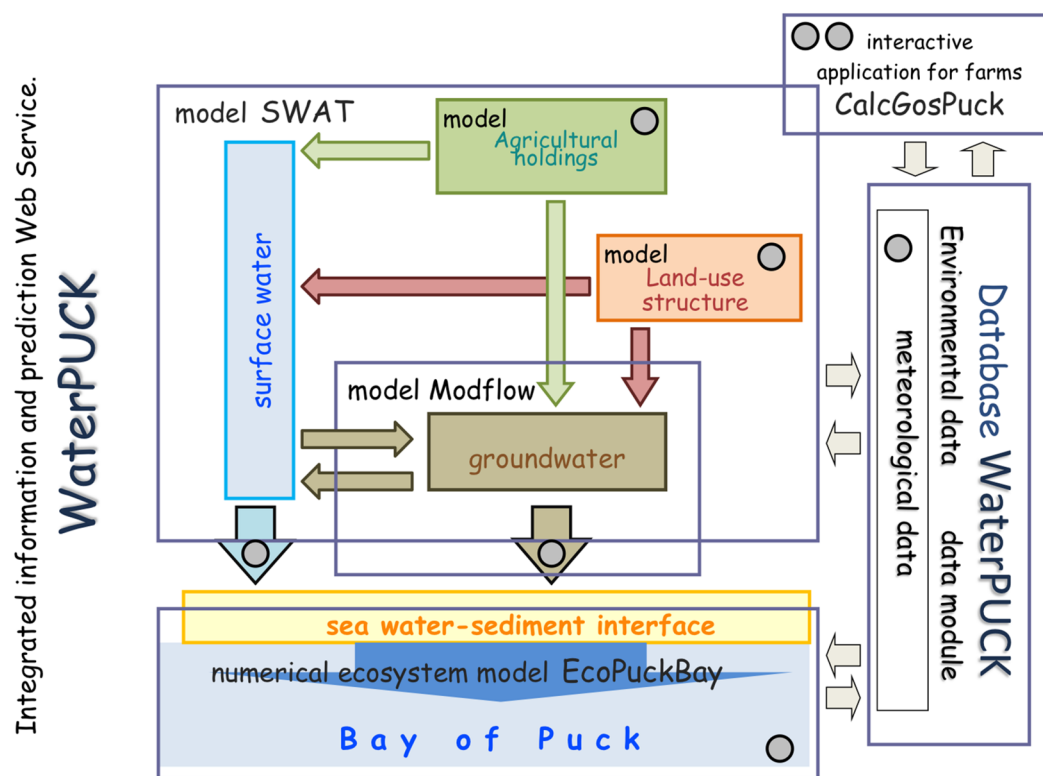 Integrated information and prediction Web Service.
WaterPUCK
interactive
application for farms
CalcGosPuck
model SWAT
model
Agricultural
holdings
model
Land-use
structure
surface water
model Modflow
groundwater
sea water-sediment interface
numerical ecosystem model EcoPuckBay
Bay of Puck
meteorological data
Environmental data data module
Database WaterPUCK